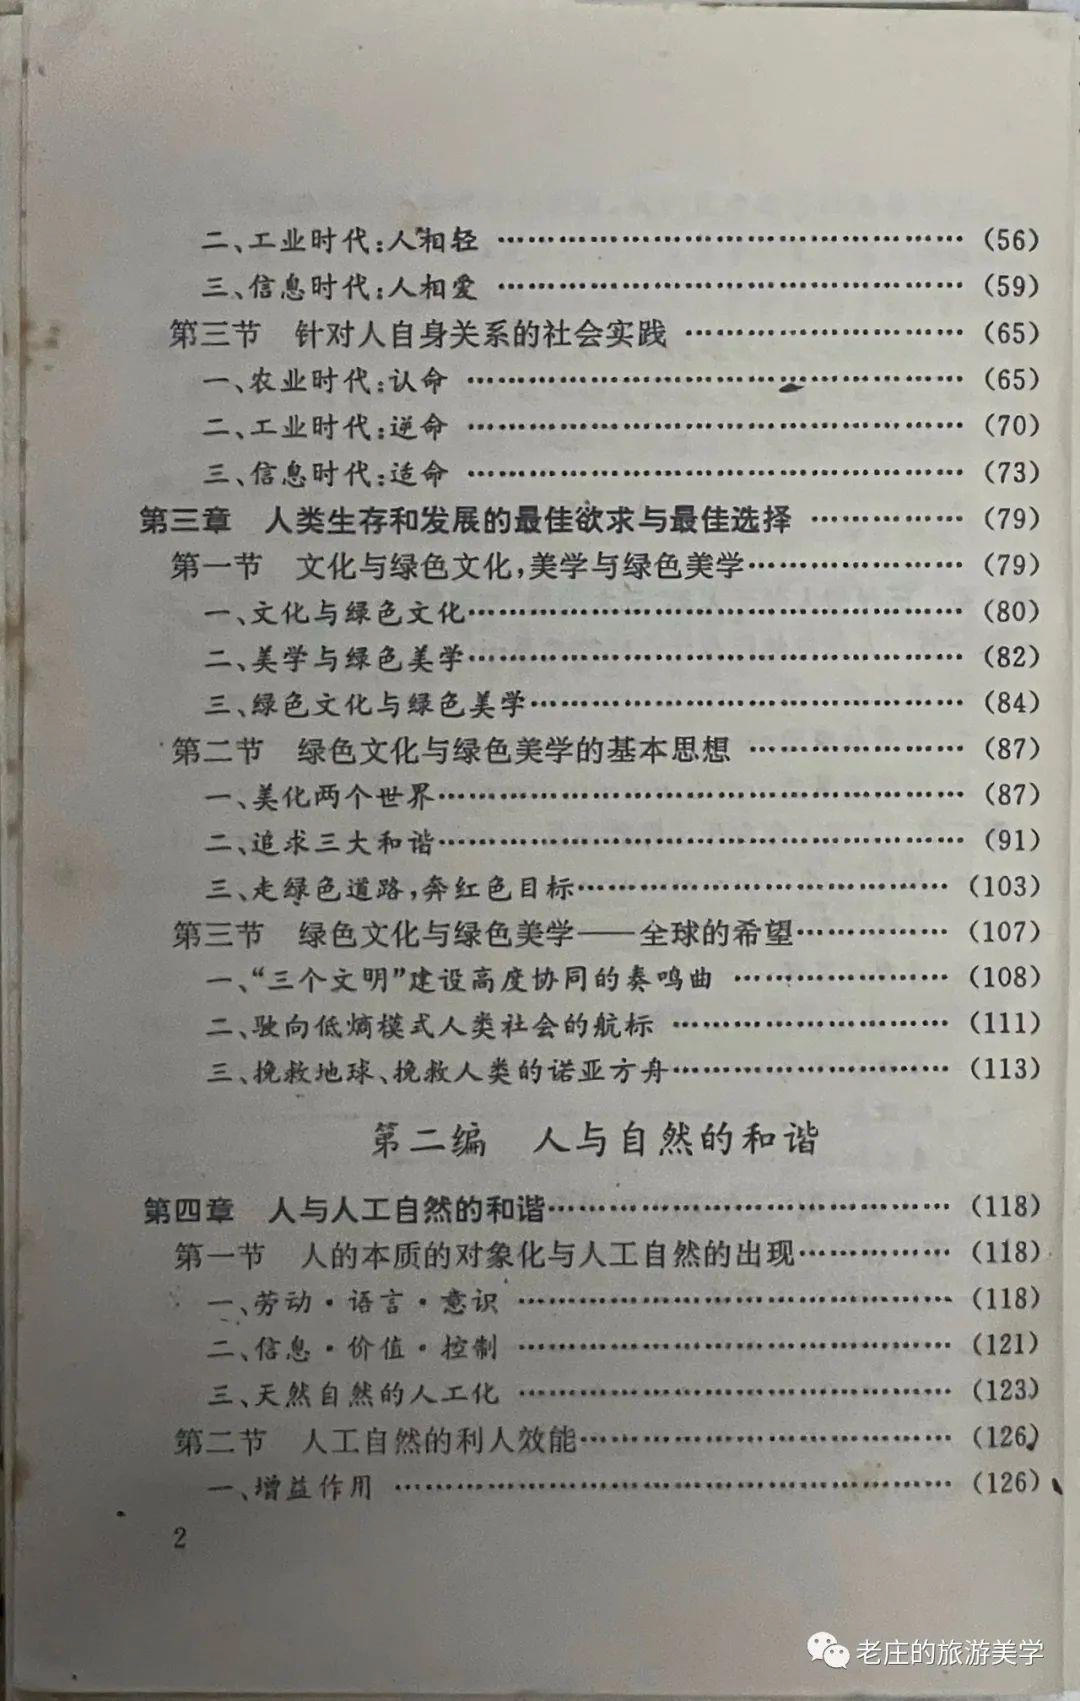 二、工业时代:人相轻 ……………………………………… (56)
三、信息时代:人相爱 ……………………………………… (59)
第三节 针对人自身关系的社会实践 ……………………… (65)
一、农业时代:认命 ………………………………………… (65)
二、工业时代:逆命 ………………………………………… (70)
三、信息时代:适命 ………………………………………… (73)
第三章 人类生存和发展的最佳欲求与最佳选择 …………… (79)
第一节 文化与绿色文化,美学与绿色美学………………… (79)
一、文化与绿色文化………………………………………… (80)
二、美学与绿色美学………………………………………… (82)
三、绿色文化与绿色美学…………………………………… (84)
第二节 绿色文化与绿色美学的基本思想 ………………… (87)
一、美化两个世界…………………………………………… (87)
二、追求三大和谐…………………………………………… (91)
三、走绿色道路,奔红色目标……………………………… (103)
第三节 绿色文化与绿色美学——全球的希望…………… (107)
一、“三个文明”建设高度协同的奏鸣曲 ………………… (108)
二、驶向低熵模式人类社会的航标 ……………………… (111)
三、挽救地球、挽救人类的诺亚方舟……………………… (113)
第二编 人与自然的和谐
第四章 人与人工自然的和谐………………………………… (118)
第一节 人的本质的对象化与人工自然的出现…………… (118)
一、劳动·语言·意识 ……………………………………… (118)
二、信息·价值·控制 ……………………………………… (121)
三、天然自然的人工化 …………………………………… (123)
第二节 人工自然的利人效能……………………………… (126)
一、增益作用 ……………………………………………… (126)
2
老庄的旅游美学